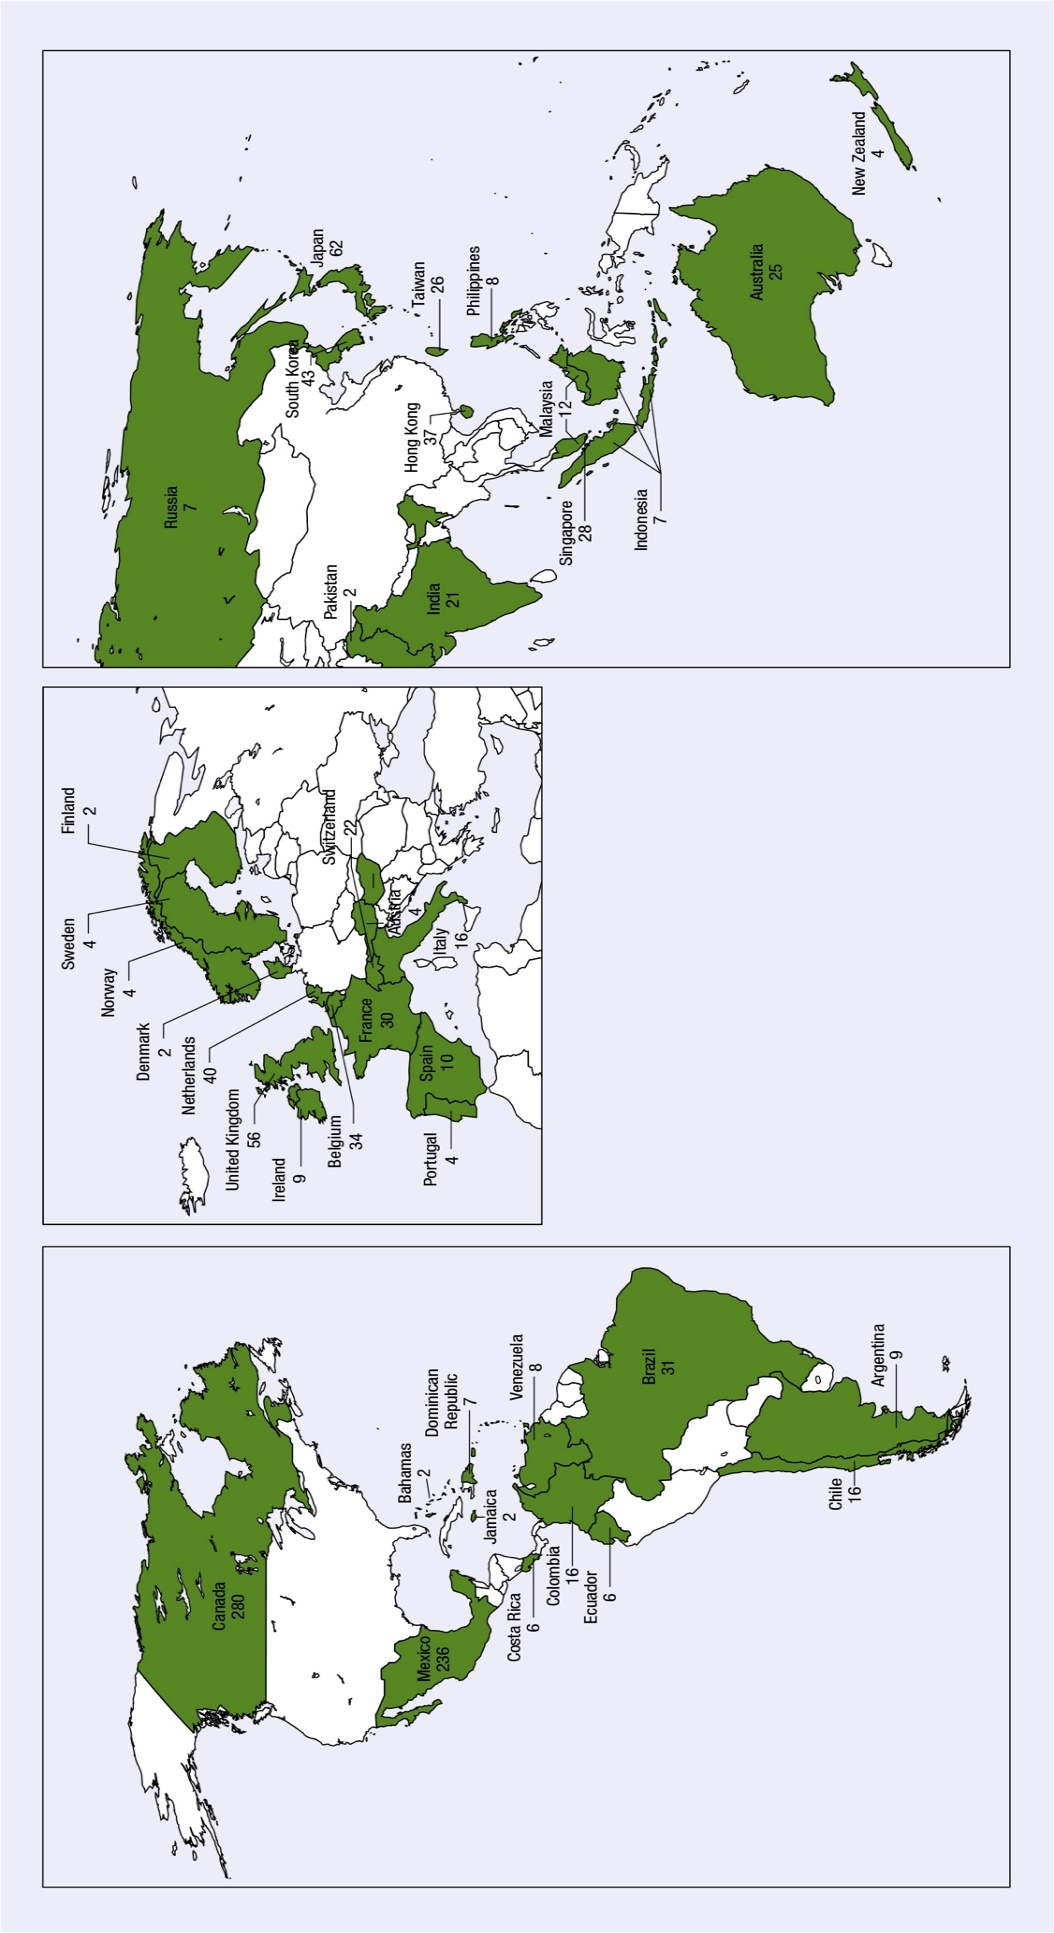 Canada
280
Mexico
236
Bahamas
2
Dominican
Republic
7
Jamaica
2
Costa Rica
6
Venezuela
8
Colombia
16
Ecuador
6
Brazil
31
Chile
16
Argentina
9
Finland
2
Sweden
4
Norway
4
Denmark
2
Netherlands
40
United Kingdom
56
Ireland
9
Belgium
34
Switzerland
22
Austria
4
Italy
16
France
30
Spain
10
Portugal
4
Russia
7
Japan
62
South Korea
43
Taiwan
26
Philippines
8
Hong Kong
37
Pakistan
2
India
21
Malaysia
12
Singapore
28
Indonesia
7
Australia
25
New Zealand
4